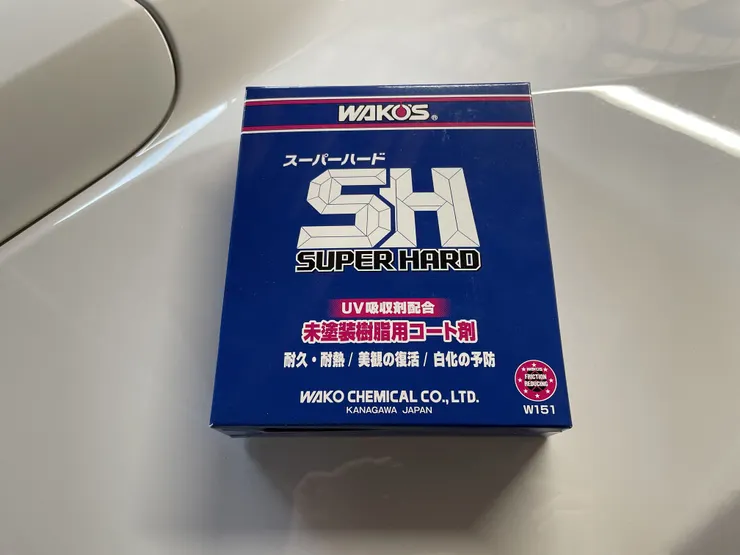 WAKO'S®
スーパーハード
SH
SUPER HARD
UV吸収剤配合
未塗装樹脂用コート剤
耐久・耐熱 / 美観の復活 / 白化の予防
WAKO'S
FRICTION
REDUCING
WAKO CHEMICAL CO., LTD.
KANAGAWA JAPAN
W151